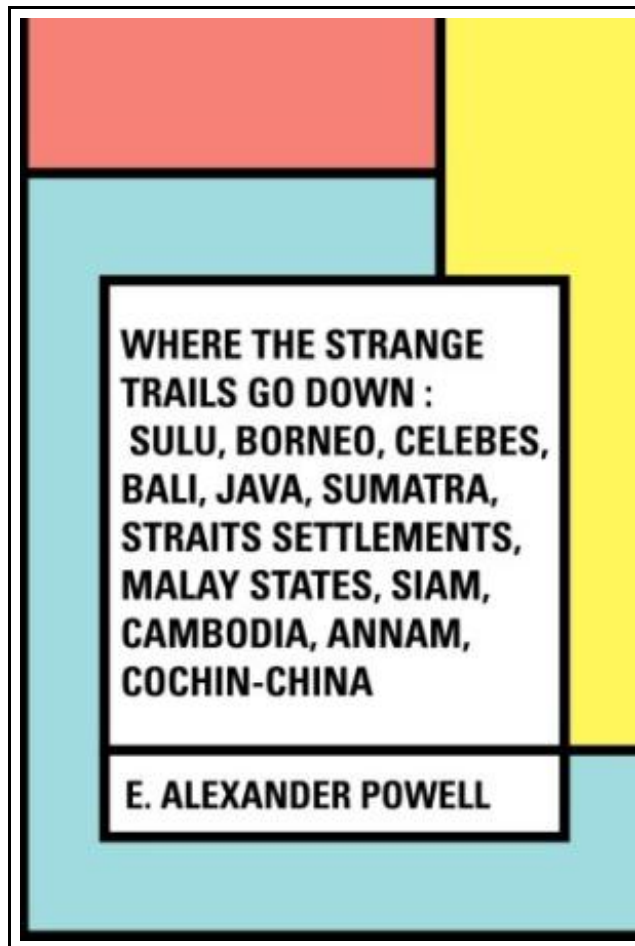 WHERE THE STRANGE
TRAILS GO DOWN :
SULU, BORNEO, CELEBES,
BALI, JAVA, SUMATRA,
STRAITS SETTLEMENTS,
MALAY STATES, SIAM,
CAMBODIA, ANNAM,
COCHIN-CHINA
E. ALEXANDER POWELL